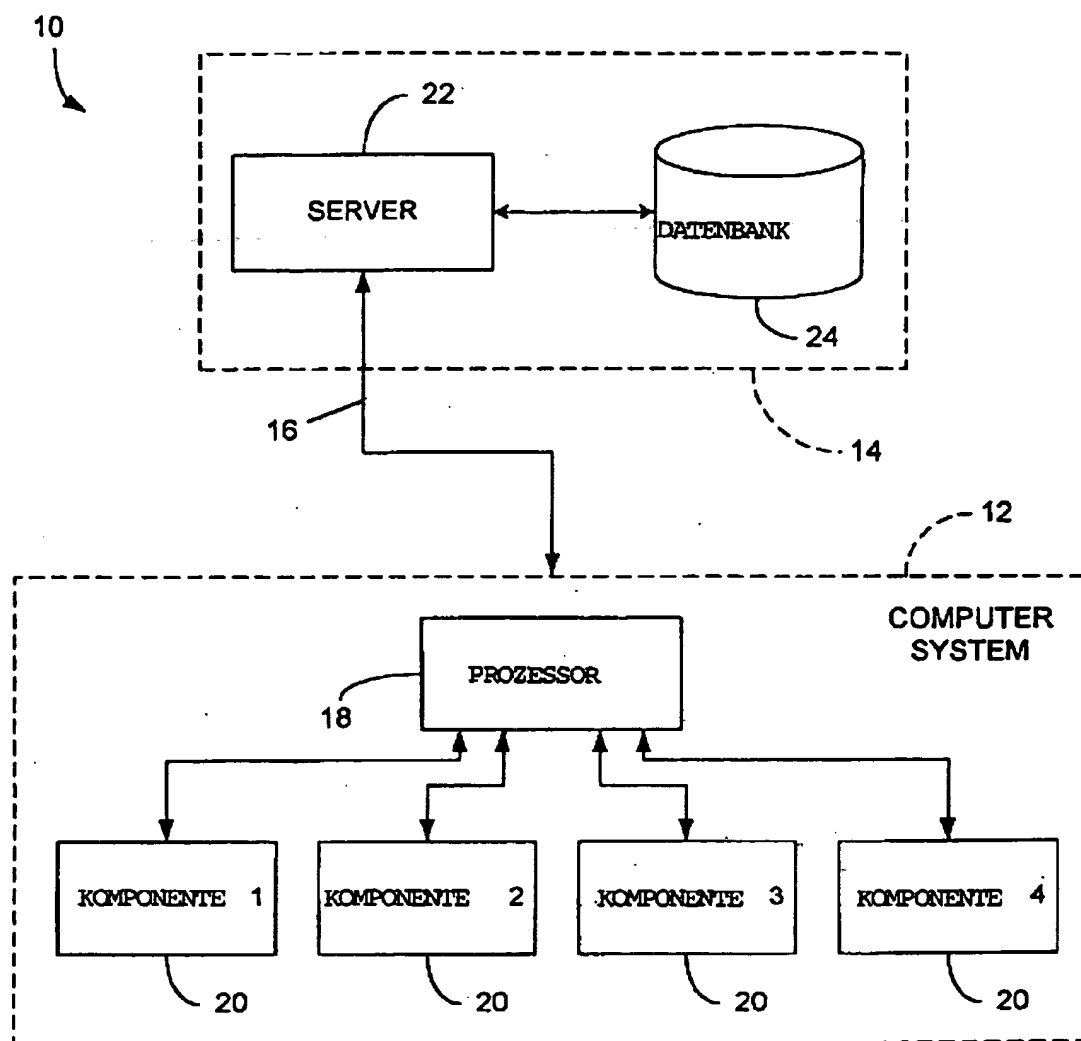 10
22
SERVER
DATENBANK
24
16
14
12
COMPUTER
SYSTEM
PROZESSOR
18
KOMPONENTE 1
KOMPONENTE 2
KOMPONENTE 3
KOMPONENTE 4
20
20
20
20